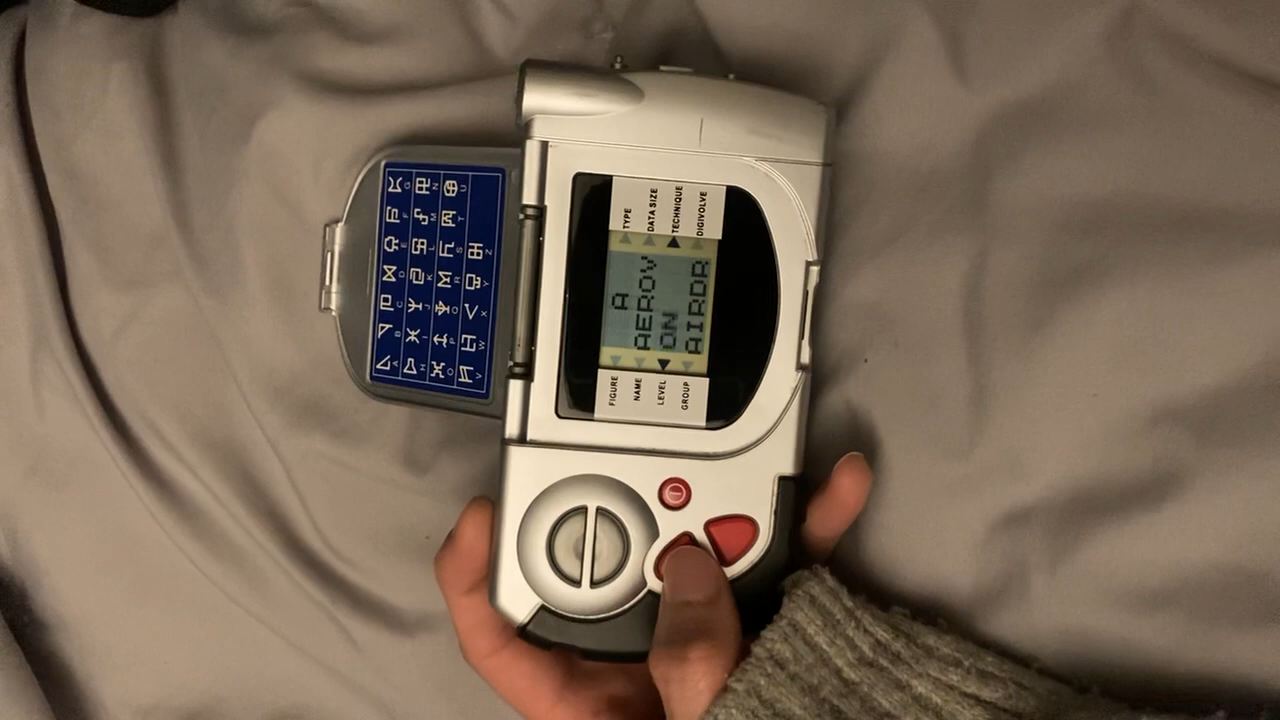 A B C D E F G
H I J K L M N
O P Q R S T U
V W X Y Z
FIGURE A TYPE
NAME AEROV DATA SIZE
LEVEL ON TECHNIQUE
GROUP AIRDR DIGIVOLVE